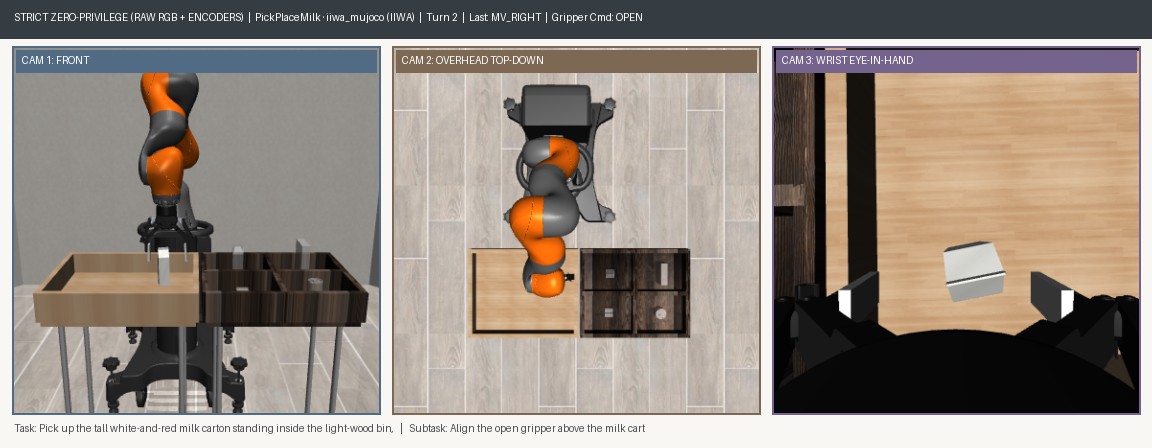 STRICT ZERO-PRIVILEGE (RAW RGB + ENCODERS) | PickPlaceMilk · iiwa_mujoco (IIWA) | Turn 2 | Last MV_RIGHT | Gripper Cmd: OPEN
CAM 1: FRONT
CAM 2: OVERHEAD TOP-DOWN
CAM 3: WRIST EYE-IN-HAND
Task: Pick up the tall white-and-red milk carton standing inside the light-wood bin, | Subtask: Align the open gripper above the milk cart